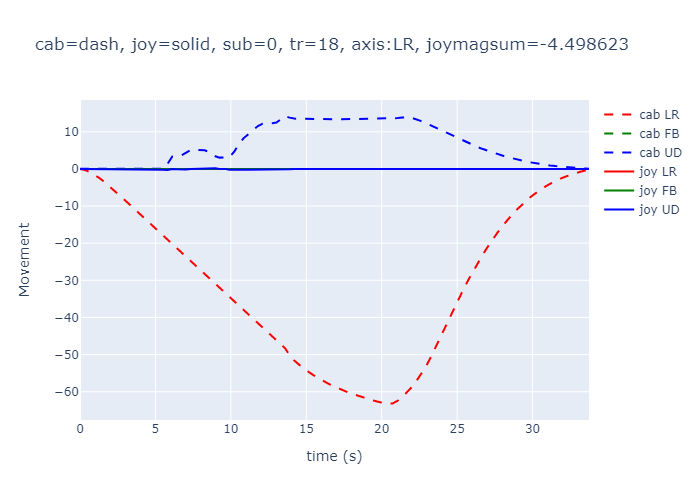 cab=dash, joy=solid, sub=0, tr=18, axis:LR, joymagsum=-4.498623
cab LR
cab FB
cab UD
joy LR
joy FB
joy UD
10
0
−10
−20
−30
−40
−50
−60
Movement
0 5 10 15 20 25 30
time (s)